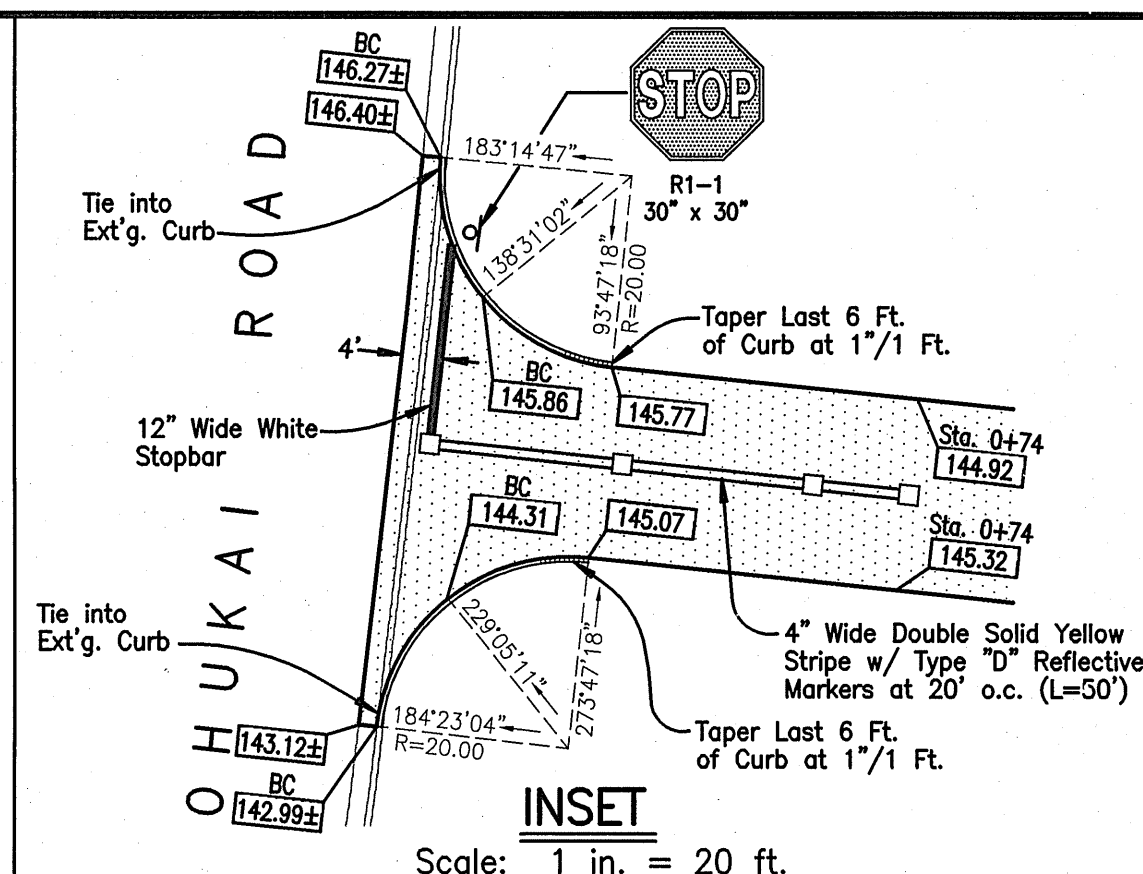 BC
146.27±
146.40±
STOP
R1-1
30" x 30"
183°14'47"
138°31'02"
93°47'18"
R=20.00
Tie into
Ext'g. Curb
OHUKAI ROAD
4'
Taper Last 6 Ft.
of Curb at 1"/1 Ft.
BC
145.86
145.77
12" Wide White
Stopbar
Sta. 0+74
144.92
BC
144.31
145.07
Sta. 0+74
145.32
Tie into
Ext'g. Curb
229°05'11"
273°47'18"
184°23'04"
R=20.00
4" Wide Double Solid Yellow
Stripe w/ Type "D" Reflective
Markers at 20' o.c. (L=50')
Taper Last 6 Ft.
of Curb at 1"/1 Ft.
143.12±
BC
142.99±
INSET
Scale: 1 in. = 20 ft.